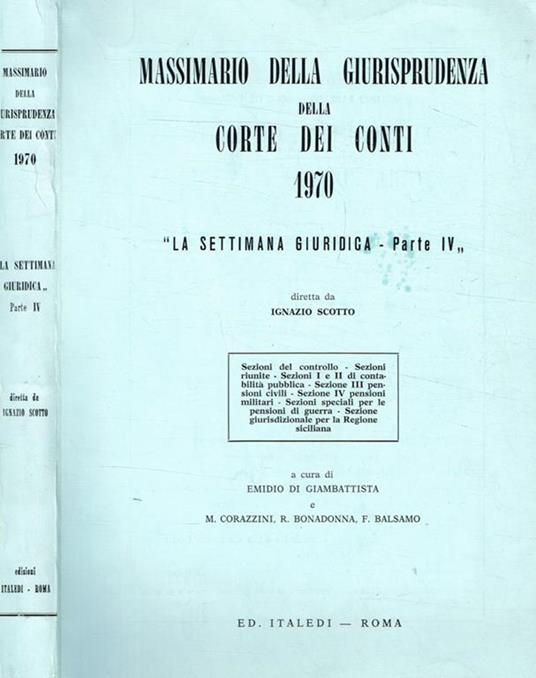 MASSIMARIO
DELLA
URISPRUDENZA
RTE DEI CONTI
1970
LA SETTIMANA
GIURIDICA„
Parte IV
diretta da
IGNAZIO SCOTTO
edizioni
ITALEDI - ROMA
MASSIMARIO DELLA GIURISPRUDENZA
DELLA
CORTE DEI CONTI
1970
"LA SETTIMANA GIURIDICA - Parte IV„
diretta da
IGNAZIO SCOTTO
Sezioni del controllo - Sezioni
riunite - Sezioni I e II di conta-
bilità pubblica - Sezione III pen-
sioni civili - Sezione IV pensioni
militari - Sezioni speciali per le
pensioni di guerra - Sezione
giurisdizionale per la Regione
siciliana
a cura di
EMIDIO DI GIAMBATTISTA
e
M. CORAZZINI, R. BONADONNA, F. BALSAMO
ED. ITALEDI — ROMA